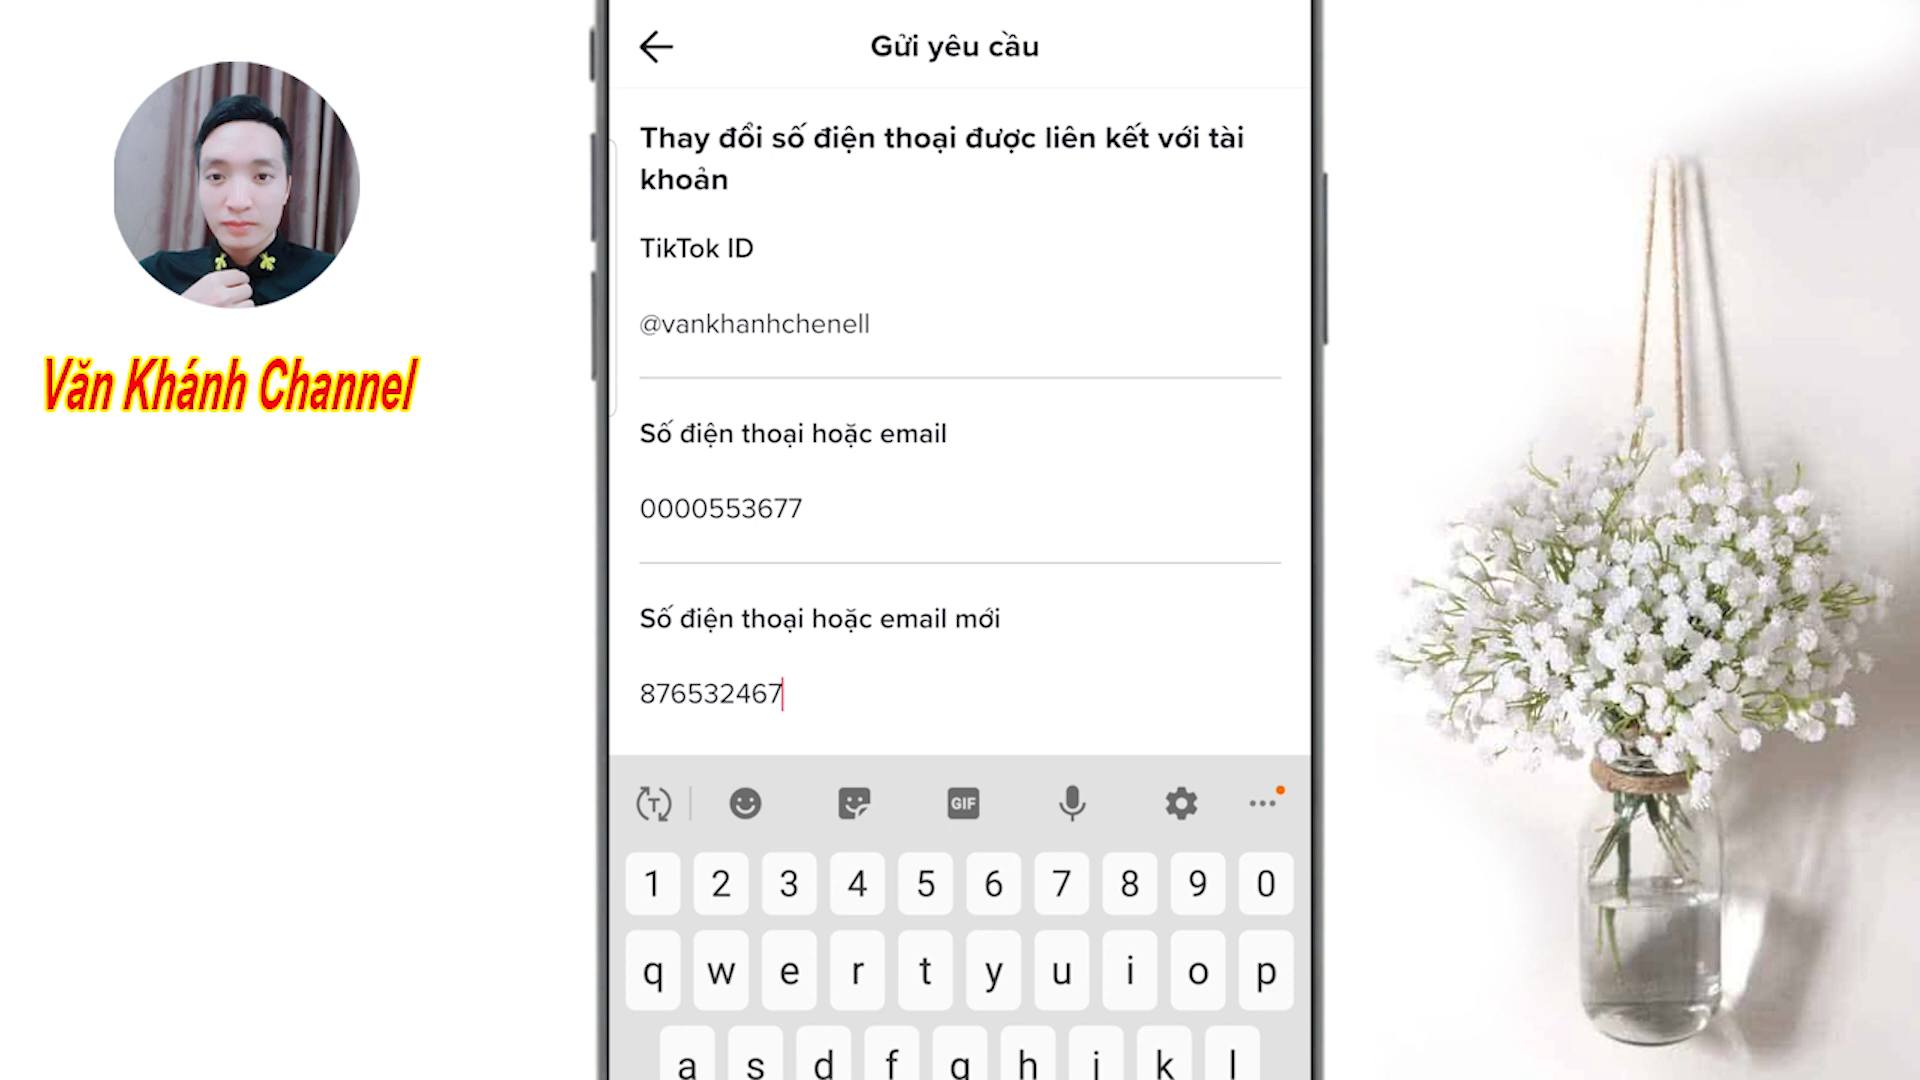 Văn Khánh Channel
Gửi yêu cầu
Thay đổi số điện thoại được liên kết với tài
khoản
TikTok ID
@vankhanhchenell
Số điện thoại hoặc email
0000553677
Số điện thoại hoặc email mới
876532467
T GIF
1 2 3 4 5 6 7 8 9 0
q w e r t y u i o p
a s d f g h j k l